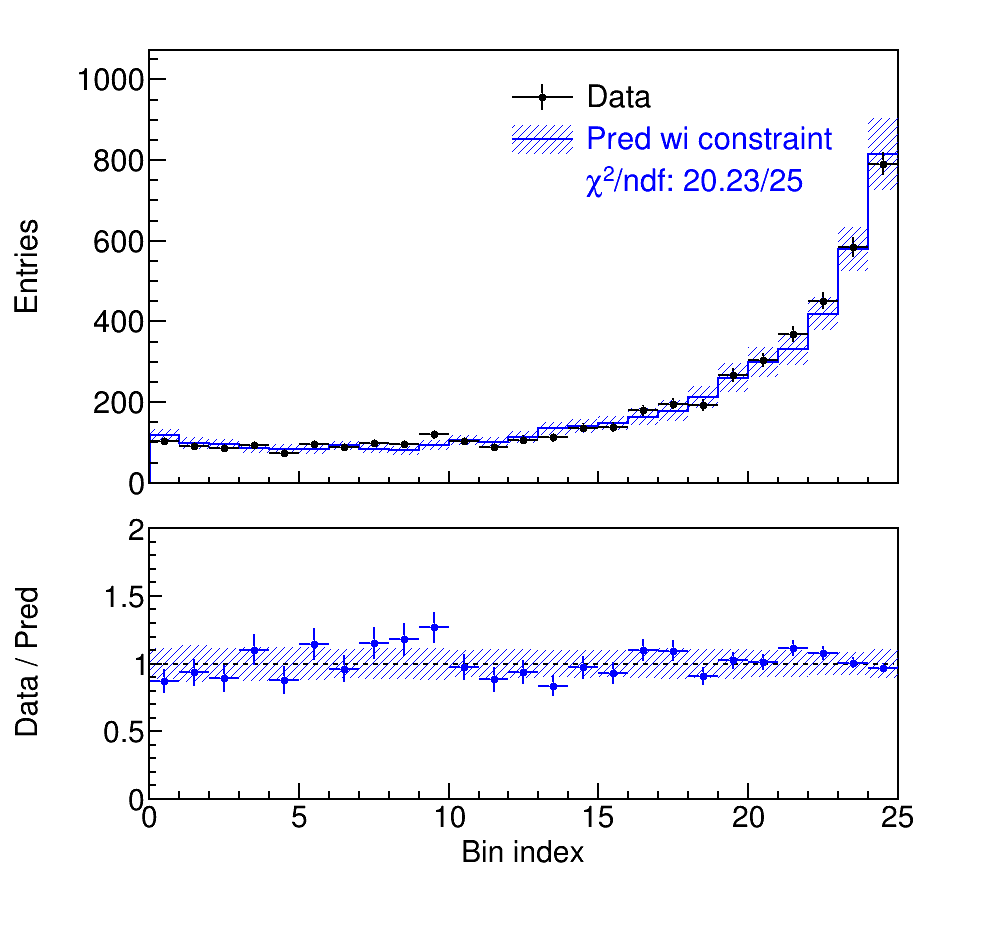 1000
800
600
400
200
0
Entries
Data
Pred wi constraint
χ²/ndf: 20.23/25
2
1.5
1
0.5
0
Data / Pred
0 5 10 15 20 25
Bin index